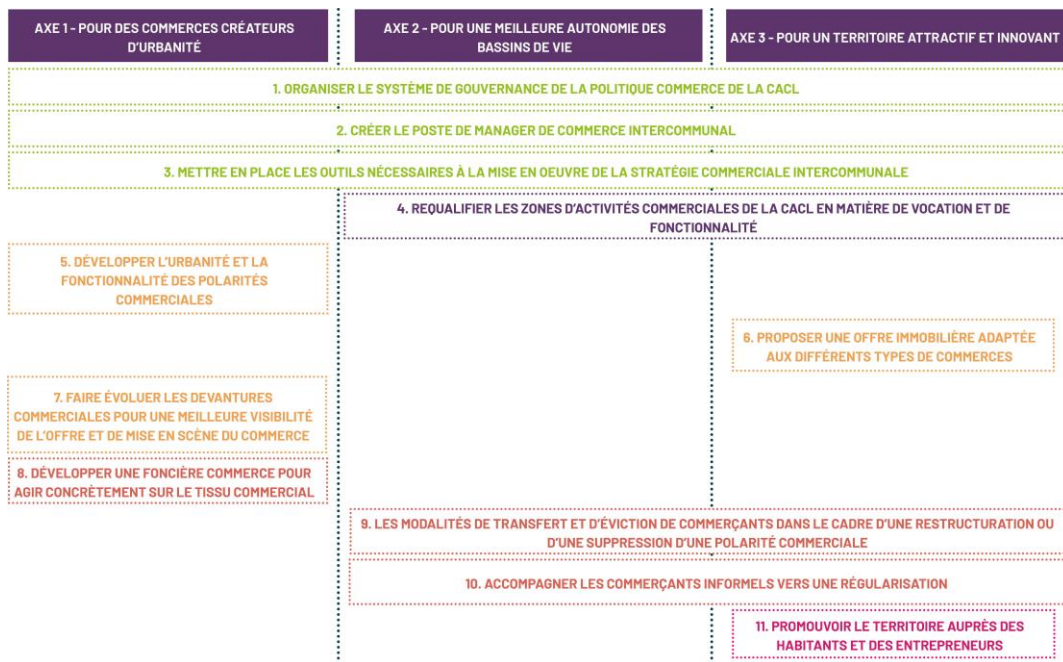 AXE 1 - POUR DES COMMERCES CRÉATEURS
D'URBANITÉ
AXE 2 - POUR UNE MEILLEURE AUTONOMIE DES
BASSINS DE VIE
AXE 3 - POUR UN TERRITOIRE ATTRACTIF ET INNOVANT
1. ORGANISER LE SYSTÈME DE GOUVERNANCE DE LA POLITIQUE COMMERCE DE LA CACL
2. CRÉER LE POSTE DE MANAGER DE COMMERCE INTERCOMMUNAL
3. METTRE EN PLACE LES OUTILS NÉCESSAIRES À LA MISE EN OEUVRE DE LA STRATÉGIE COMMERCIALE INTERCOMMUNALE
4. REQUALIFIER LES ZONES D'ACTIVITÉS COMMERCIALES DE LA CACL EN MATIÈRE DE VOCATION ET DE
FONCTIONNALITÉ
5. DÉVELOPPER L'URBANITÉ ET LA
FONCTIONNALITÉ DES POLARITÉS
COMMERCIALES
6. PROPOSER UNE OFFRE IMMOBILIÈRE ADAPTÉE
AUX DIFFÉRENTS TYPES DE COMMERCES
7. FAIRE ÉVOLUER LES DEVANTURES
COMMERCIALES POUR UNE MEILLEURE VISIBILITÉ
DE L'OFFRE ET DE MISE EN SCÈNE DU COMMERCE
8. DÉVELOPPER UNE FONCIÈRE COMMERCE POUR
AGIR CONCRÈTEMENT SUR LE TISSU COMMERCIAL
9. LES MODALITÉS DE TRANSFERT ET D'ÉVICTION DE COMMERÇANTS DANS LE CADRE D'UNE RESTRUCTURATION OU
D'UNE SUPPRESSION D'UNE POLARITÉ COMMERCIALE
10. ACCOMPAGNER LES COMMERÇANTS INFORMELS VERS UNE RÉGULARISATION
11. PROMOUVOIR LE TERRITOIRE AUPRÈS DES
HABITANTS ET DES ENTREPRENEURS